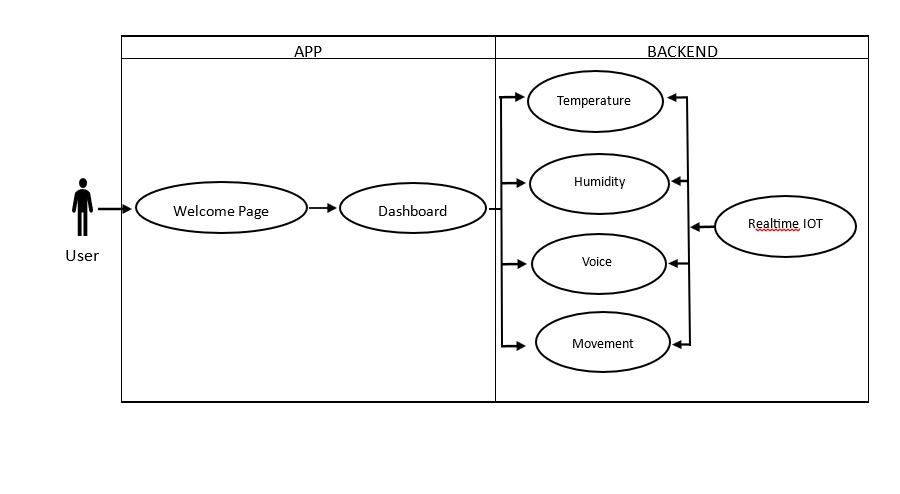 APP
BACKEND
Temperature
Humidity
Welcome Page
Dashboard
Realtime IOT
User
Voice
Movement